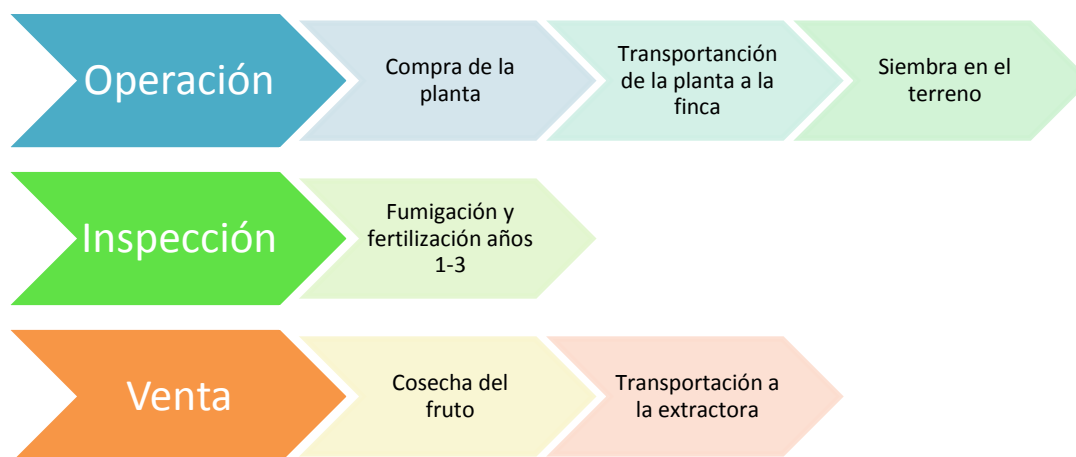 Operación
Compra de la
planta
Transportanción
de la planta a la
finca
Siembra en el
terreno
Inspección
Fumigación y
fertilización años
1-3
Venta
Cosecha del
fruto
Transportación a
la extractora